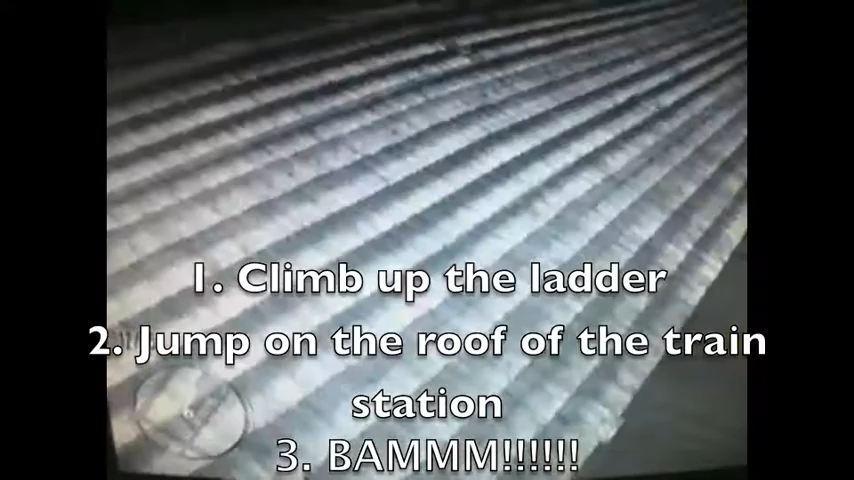 1. Climb up the ladder
2. Jump on the roof of the train
station
3. BAMMM!!!!!!